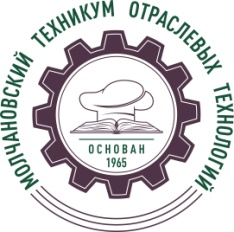 МОЛЧАНОВСКИЙ ТЕХНИКУМ ОТРАСЛЕВЫХ ТЕХНОЛОГИЙ
ОСНОВАН
1965